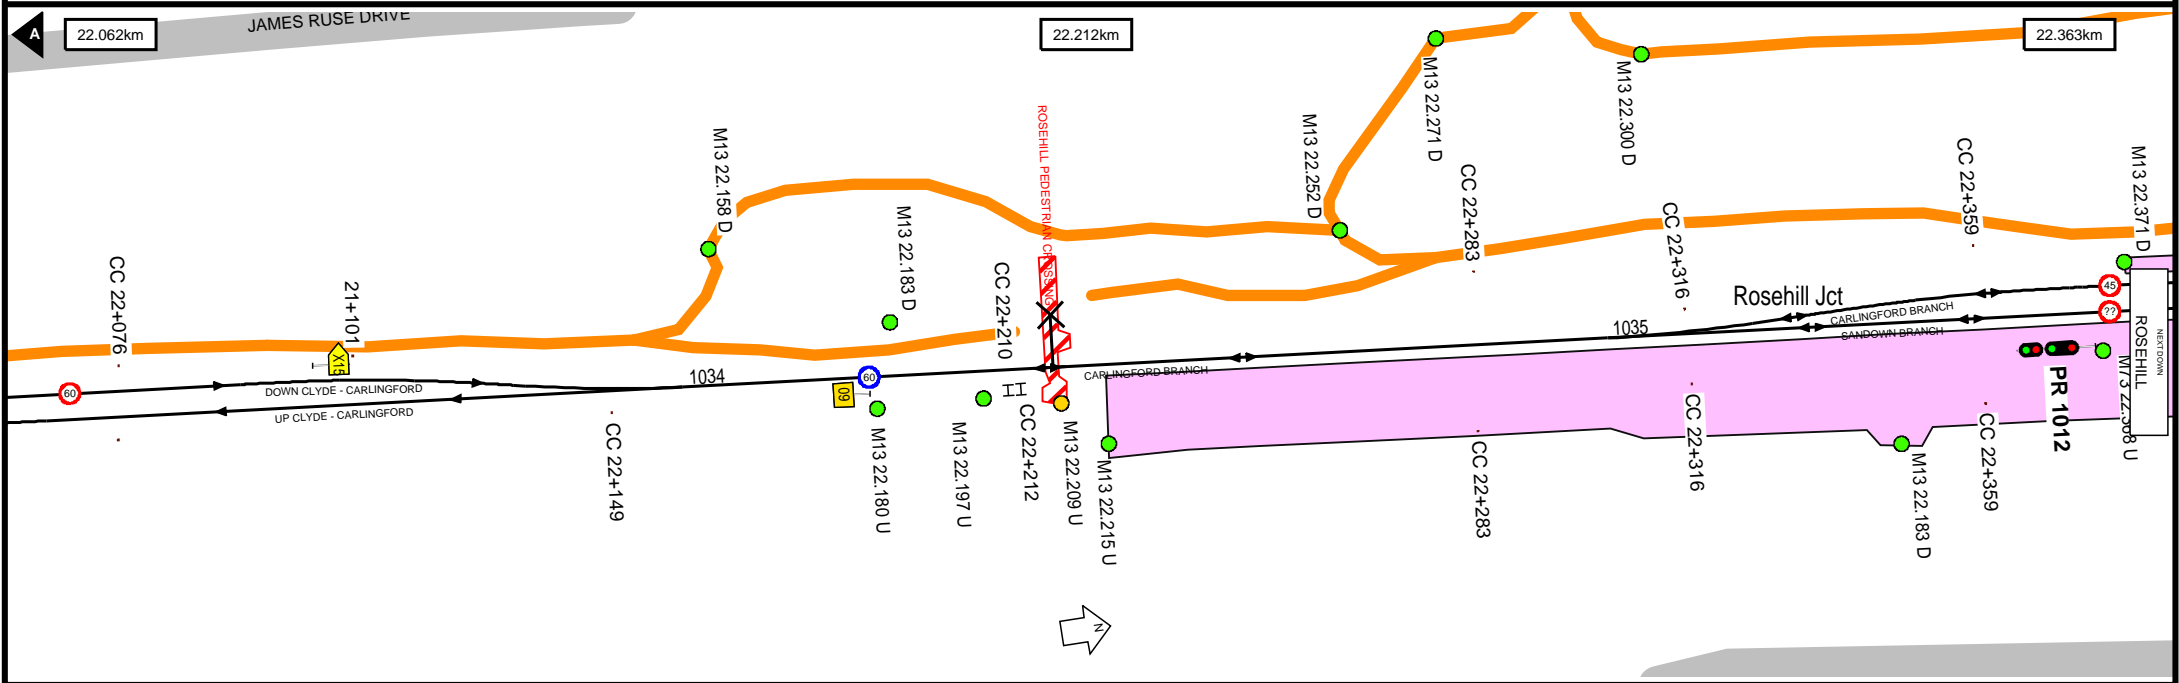 A
22.062km
JAMES RUSE DRIVE
22.212km
22.363km
ROSEHILL PEDESTRIAN CROSSING
M13 22.158 D
M13 22.183 D
M13 22.252 D
M13 22.271 D
M13 22.300 D
CC 22+283
CC 22+316
CC 22+359
M13 22.371 D
CC 22+076
21+101
X15
CC 22+210
Rosehill Jct
45
??
CARLINGFORD BRANCH
1035
SANDOWN BRANCH
ROSEHILL
NEXT DOWN
60
DOWN CLYDE - CARLINGFORD
UP CLYDE - CARLINGFORD
1034
60
CARLINGFORD BRANCH
CC 22+149
M13 22.180 U
M13 22.197 U
CC 22+212
M13 22.209 U
M13 22.215 U
CC 22+283
CC 22+316
M13 22.183 D
CC 22+359
PR 1012
N